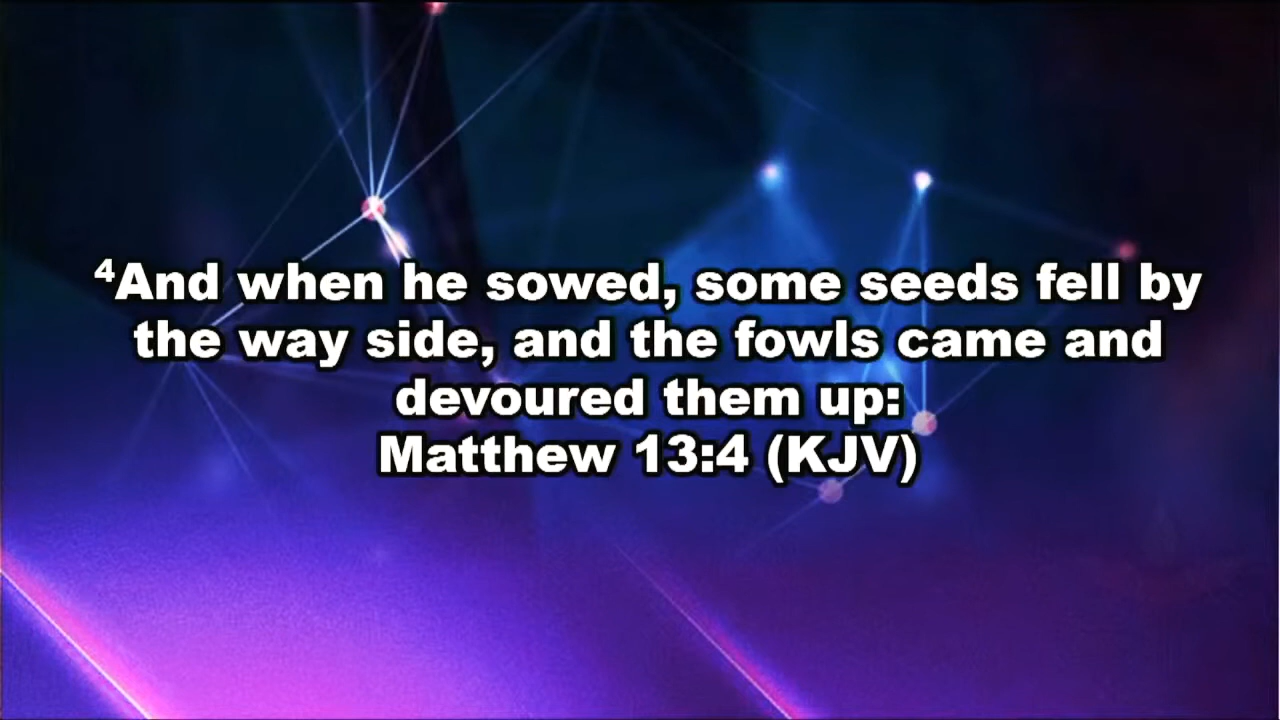 ⁴And when he sowed, some seeds fell by
the way side, and the fowls came and
devoured them up:
Matthew 13:4 (KJV)